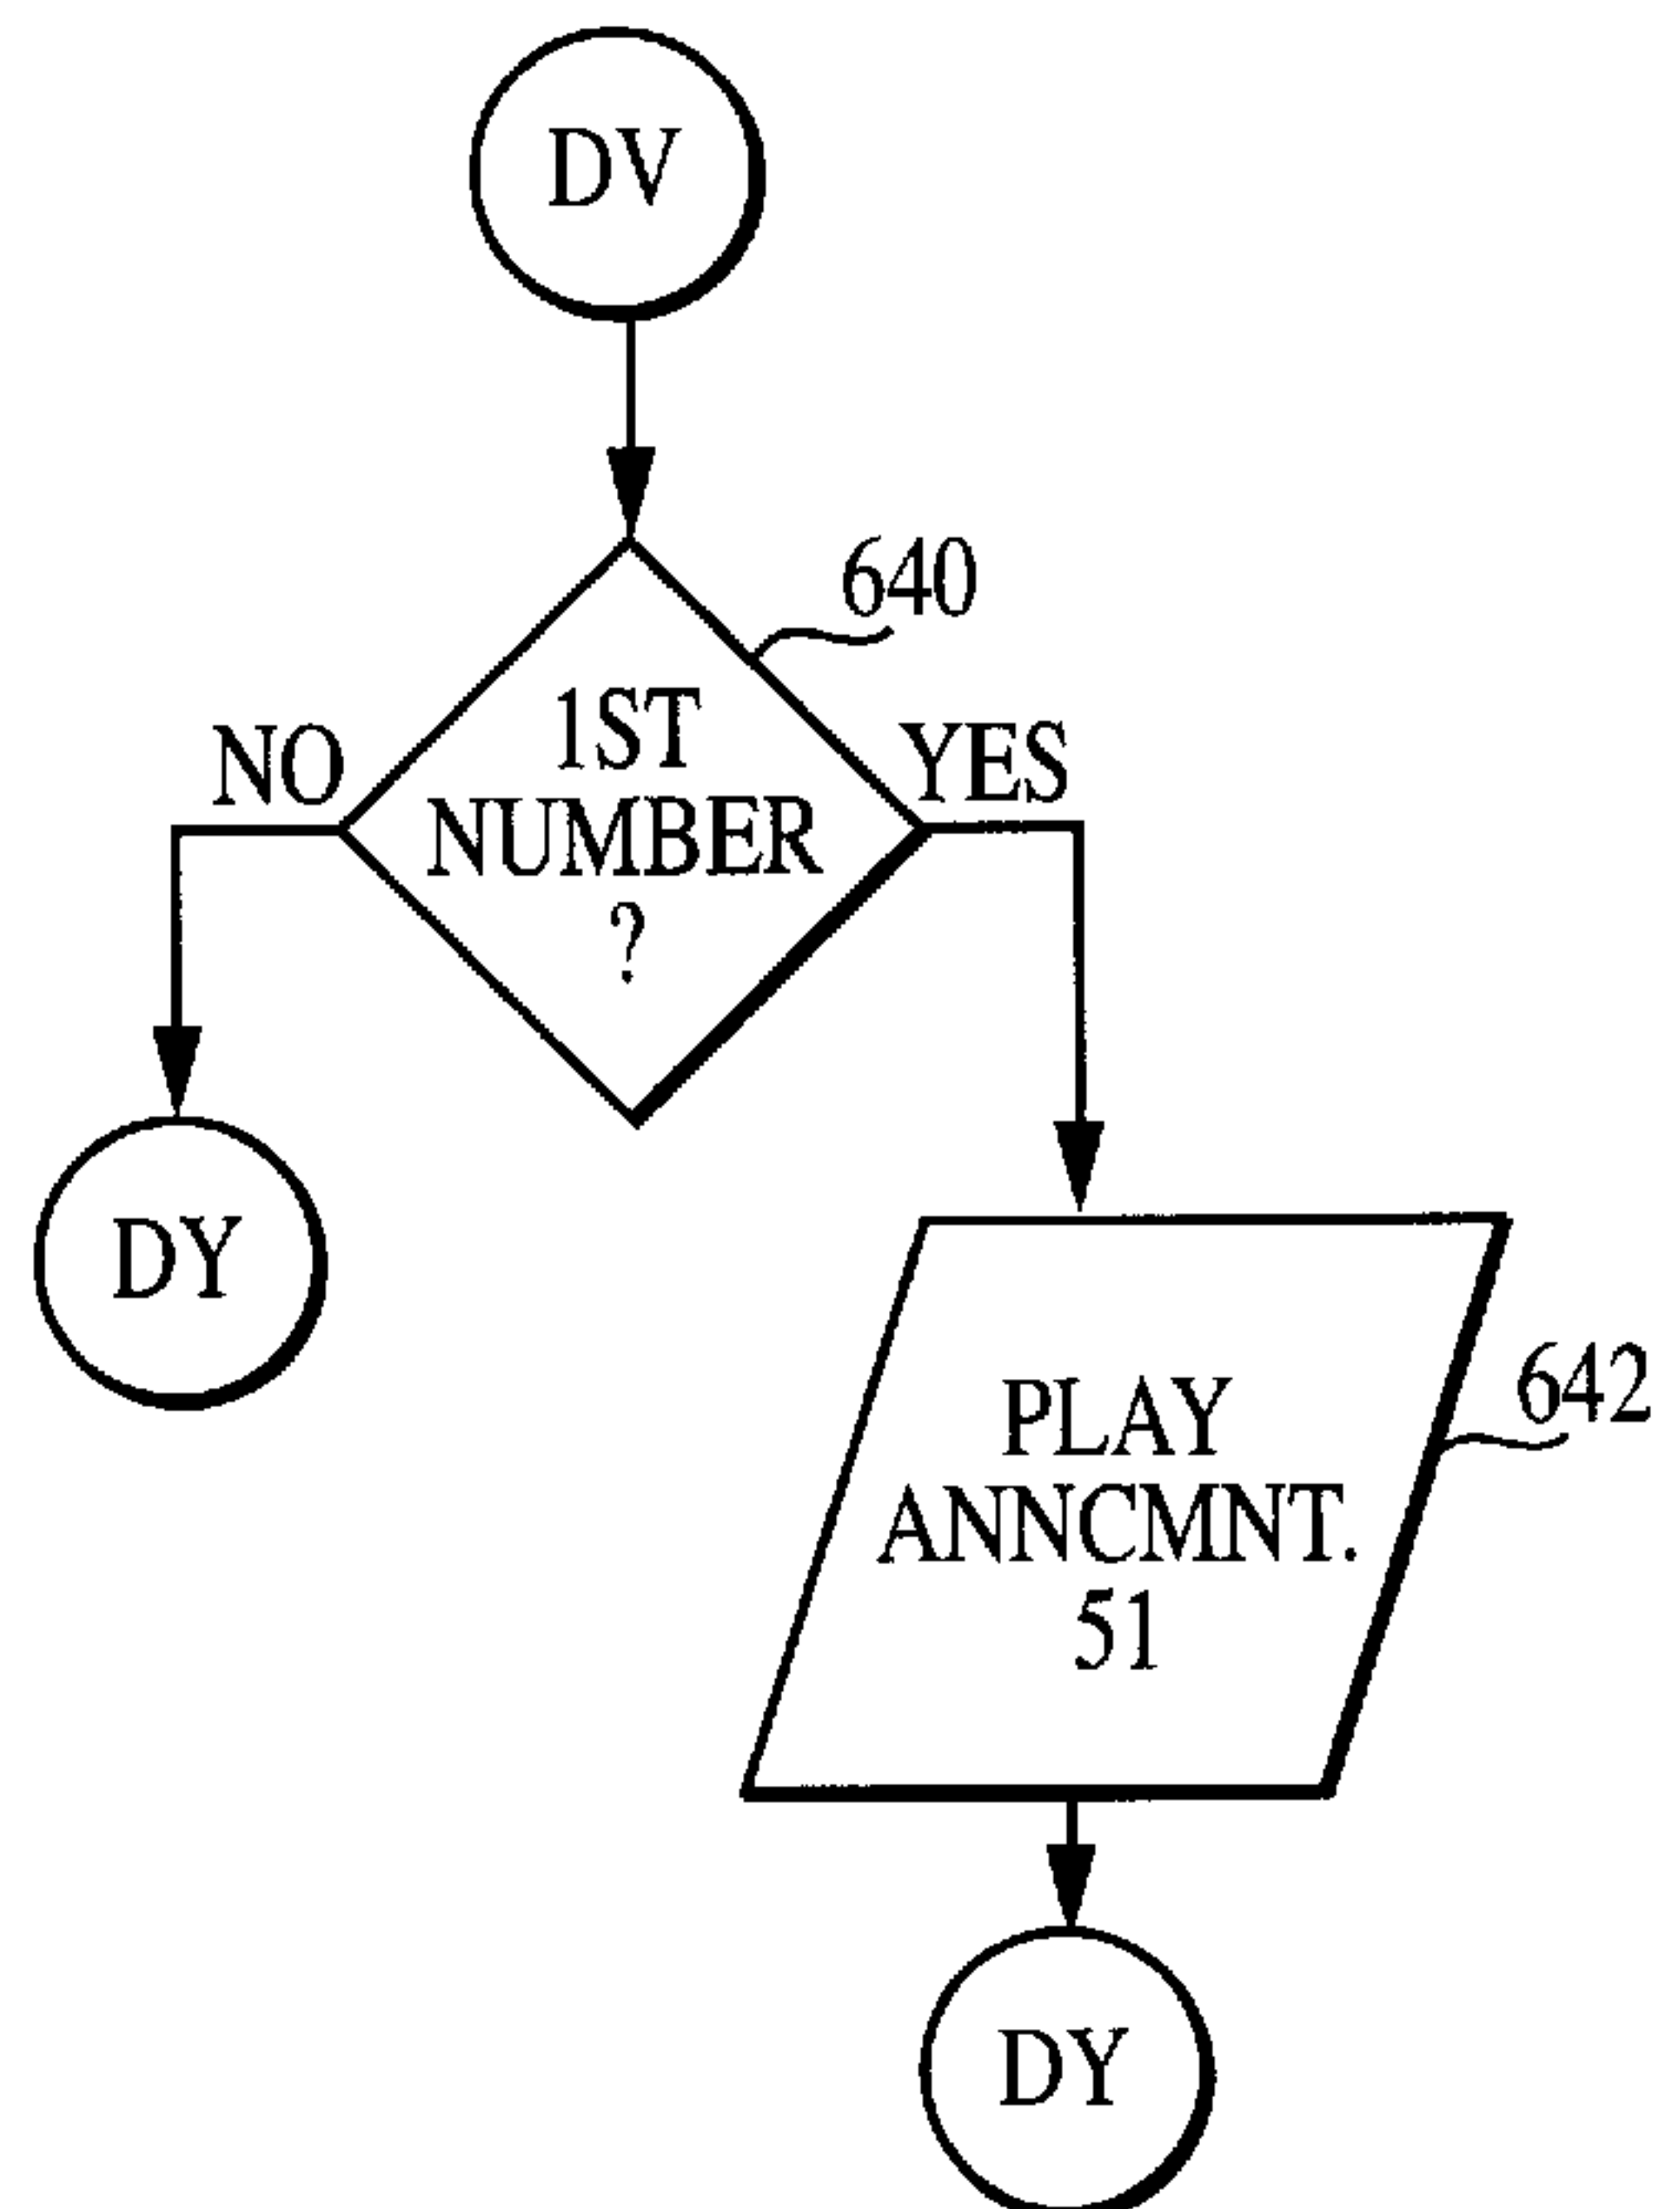 DV
640
1ST
NUMBER
?
NO
YES
DY
PLAY
ANNCMNT.
51
642
DY